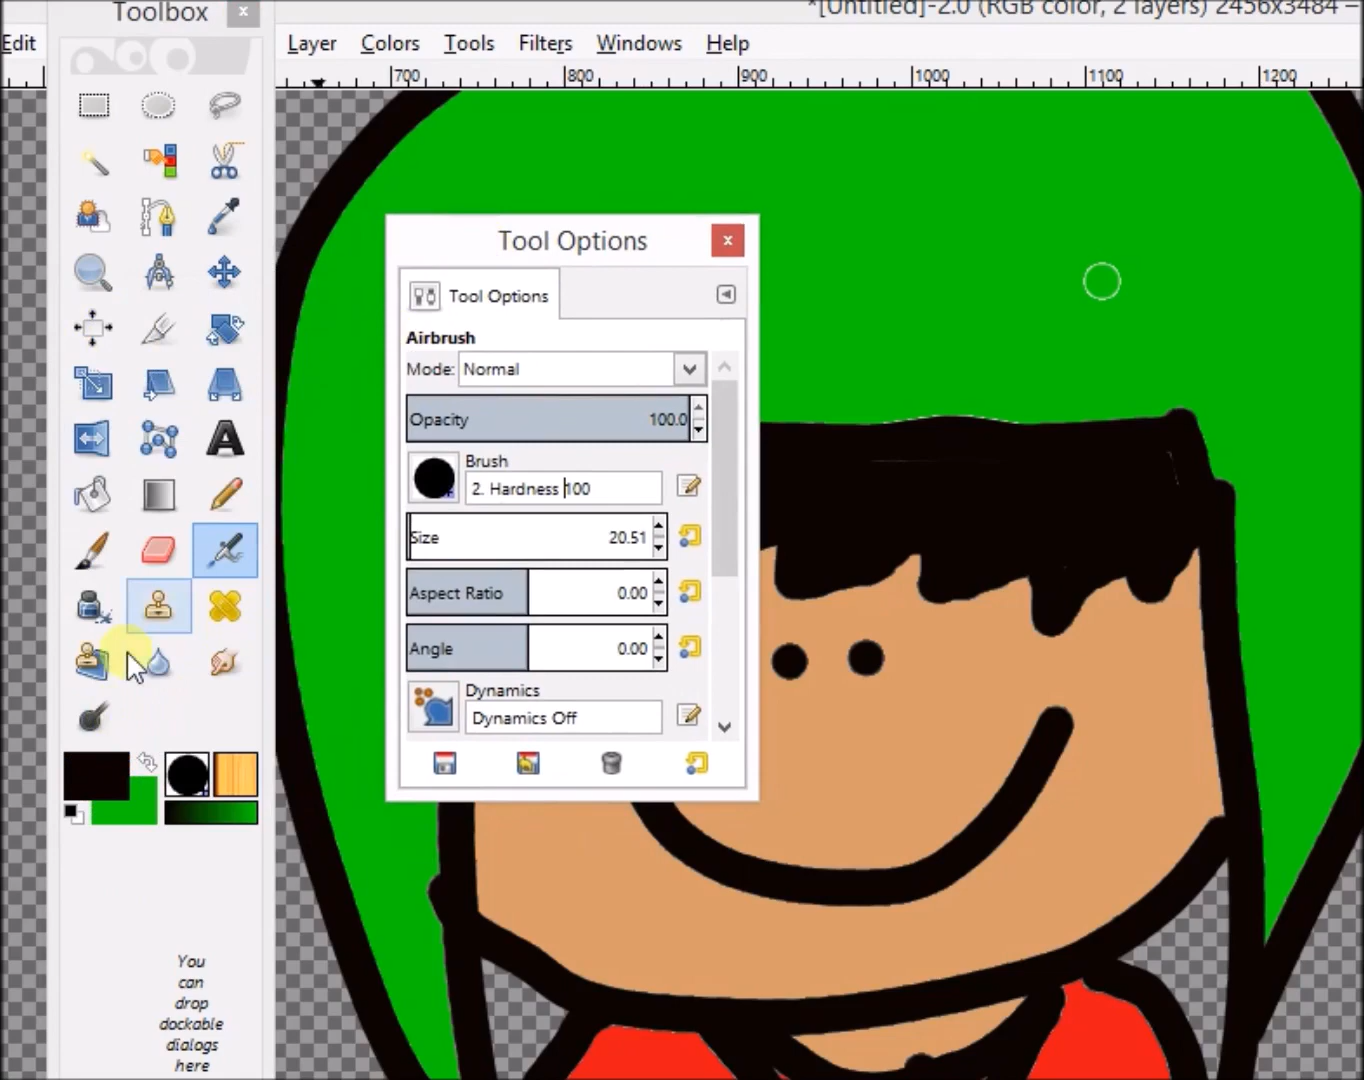 Toolbox
*[Untitled]-2.0 (RGB color, 2 layers) 2456x3484 –
Edit
Layer Colors Tools Filters Windows Help
700 800 900 1000 1100 1200
Tool Options
Tool Options
Airbrush
Mode: Normal
Opacity 100.0
Brush
2. Hardness 100
Size 20.51
Aspect Ratio 0.00
Angle 0.00
Dynamics
Dynamics Off
You
can
drop
dockable
dialogs
here